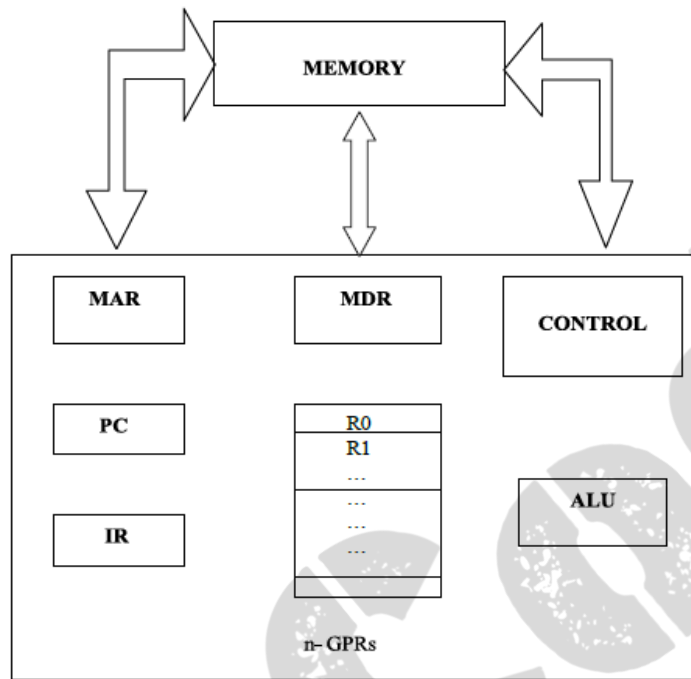 MEMORY
MAR
MDR
CONTROL
PC
R0
R1
...
...
...
...
ALU
IR
n- GPRs